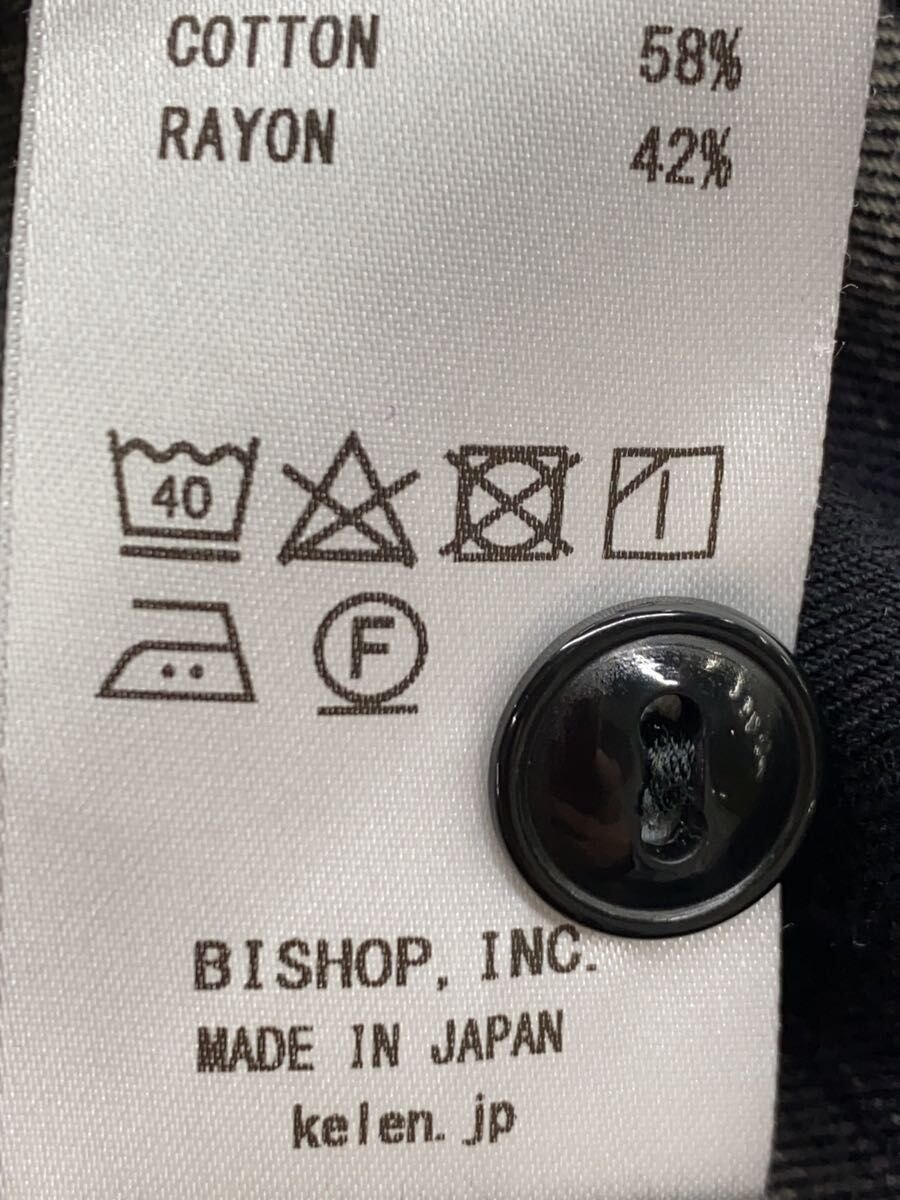 COTTON 58%
RAYON 42%
40
F
BISHOP, INC.
MADE IN JAPAN
kelen.jp